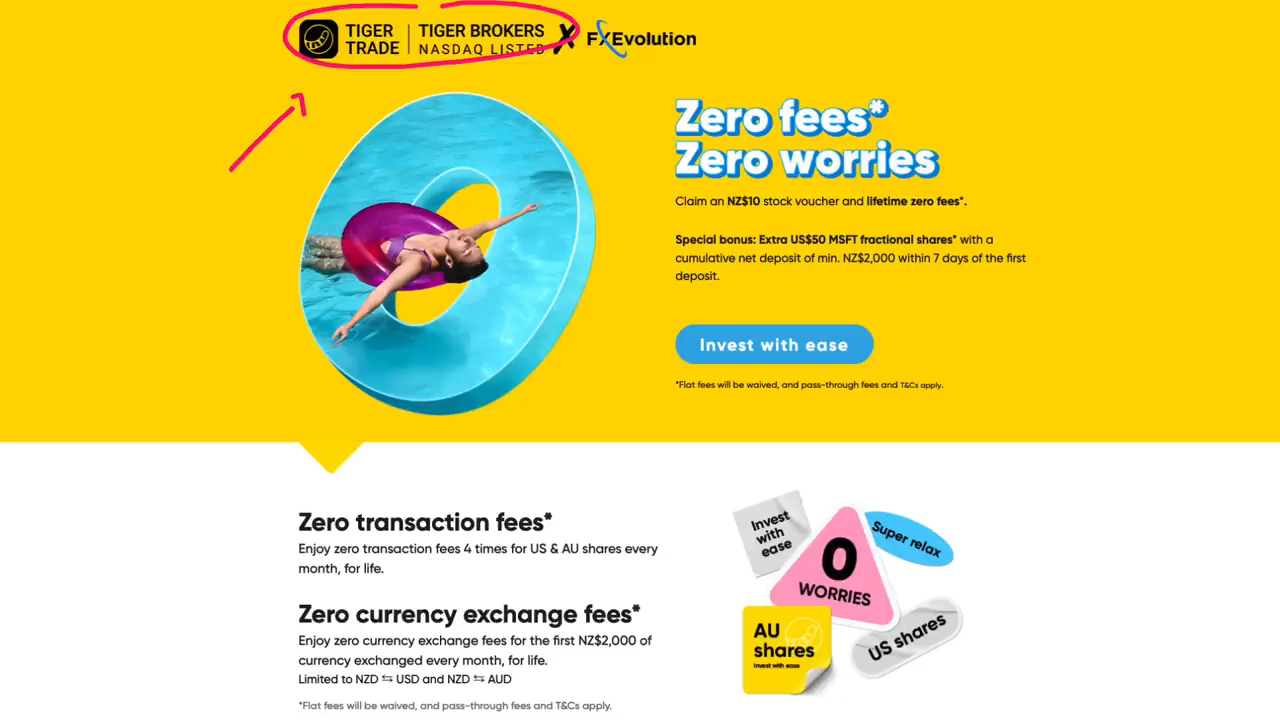 TIGER TRADE
TIGER BROKERS
NASDAQ LISTED
X
FXEvolution
Zero fees*
Zero worries
Claim an NZ$10 stock voucher and lifetime zero fees*.
Special bonus: Extra US$50 MSFT fractional shares* with a
cumulative net deposit of min. NZ$2,000 within 7 days of the first
deposit.
Invest with ease
*Flat fees will be waived, and pass-through fees and T&Cs apply.
Zero transaction fees*
Enjoy zero transaction fees 4 times for US & AU shares every
month, for life.
Zero currency exchange fees*
Enjoy zero currency exchange fees for the first NZ$2,000 of
currency exchanged every month, for life.
Limited to NZD ⇆ USD and NZD ⇆ AUD
*Flat fees will be waived, and pass-through fees and T&Cs apply.
Invest
with
ease
Super relax
0
WORRIES
AU
shares
Invest with ease
US shares